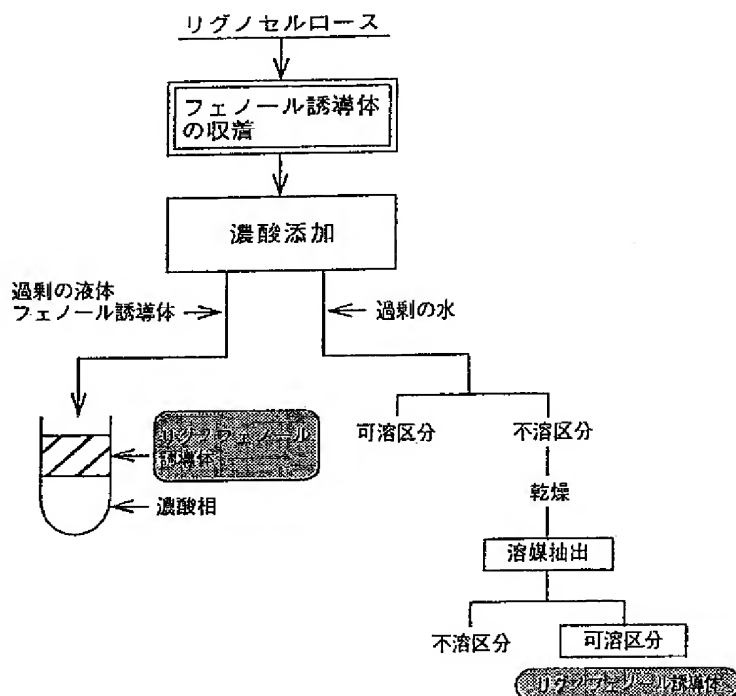 リグノセルロース
フェノール誘導体
の収着
濃酸添加
過剰の液体
フェノール誘導体
過剰の水
リグノフェノール
誘導体
濃酸相
可溶区分
不溶区分
乾燥
溶媒抽出
不溶区分
可溶区分
リグノフェノール誘導体